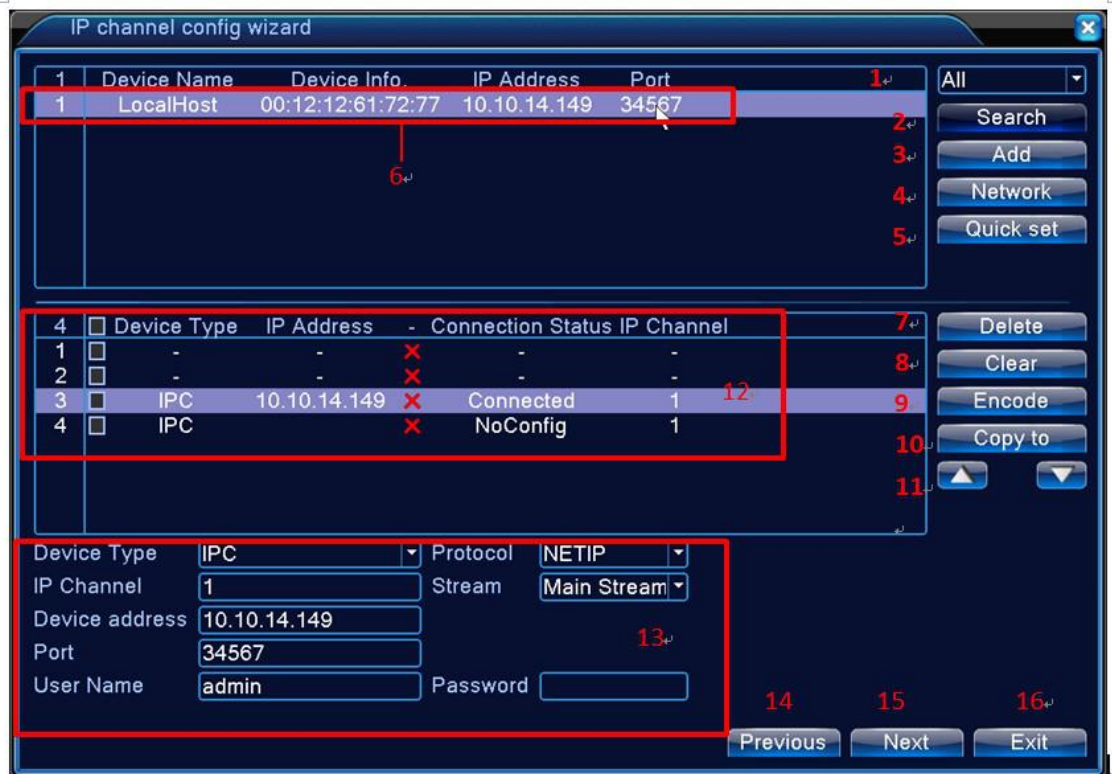 IP channel config wizard
1 Device Name Device Info. IP Address Port 1 All
1 LocalHost 00:12:12:61:72:77 10.10.14.149 34567
2 Search
3 Add
6
4 Network
5 Quick set
4 Device Type IP Address - Connection Status IP Channel 7 Delete
1 - - - -
8 Clear
2 - - - -
12
3 IPC 10.10.14.149 Connected 1 9 Encode
4 IPC NoConfig 1
10 Copy to
11
Device Type IPC Protocol NETIP
IP Channel 1 Stream Main Stream
Device address 10.10.14.149
13
Port 34567
User Name admin Password
14 15 16
Previous Next Exit